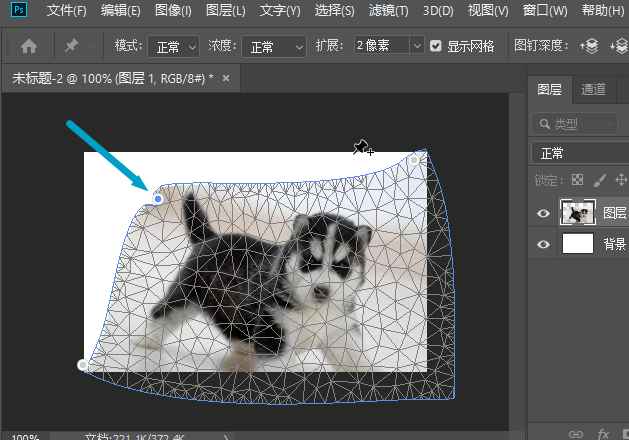 Ps 文件(F) 编辑(E) 图像(I) 图层(L) 文字(Y) 选择(S) 滤镜(T) 3D(D) 视图(V) 窗口(W) 帮助(H)
模式: 正常 浓度: 正常 扩展: 2 像素 显示网格 图钉深度:
未标题-2 @ 100% (图层 1, RGB/8#) * ×
图层 通道
类型
正常
锁定:
图层
背景
fx
100% 文档:221.1K/372.4K